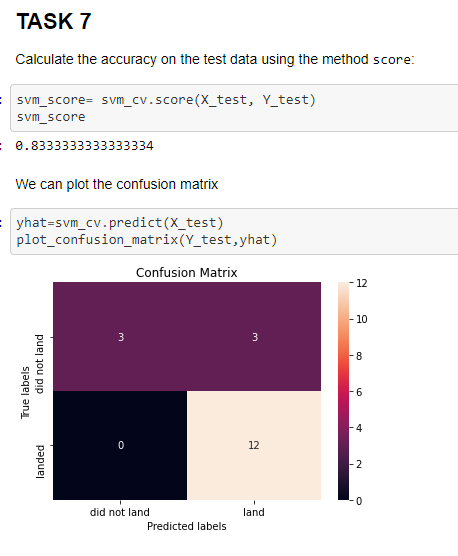 TASK 7
Calculate the accuracy on the test data using the method score:
: svm_score= svm_cv.score(X_test, Y_test)
svm_score
: 0.8333333333333334
We can plot the confusion matrix
: yhat=svm_cv.predict(X_test)
plot_confusion_matrix(Y_test,yhat)
Confusion Matrix
True labels
did not land
landed
3
3
0
12
did not land
land
Predicted labels
12
10
8
6
4
2
0